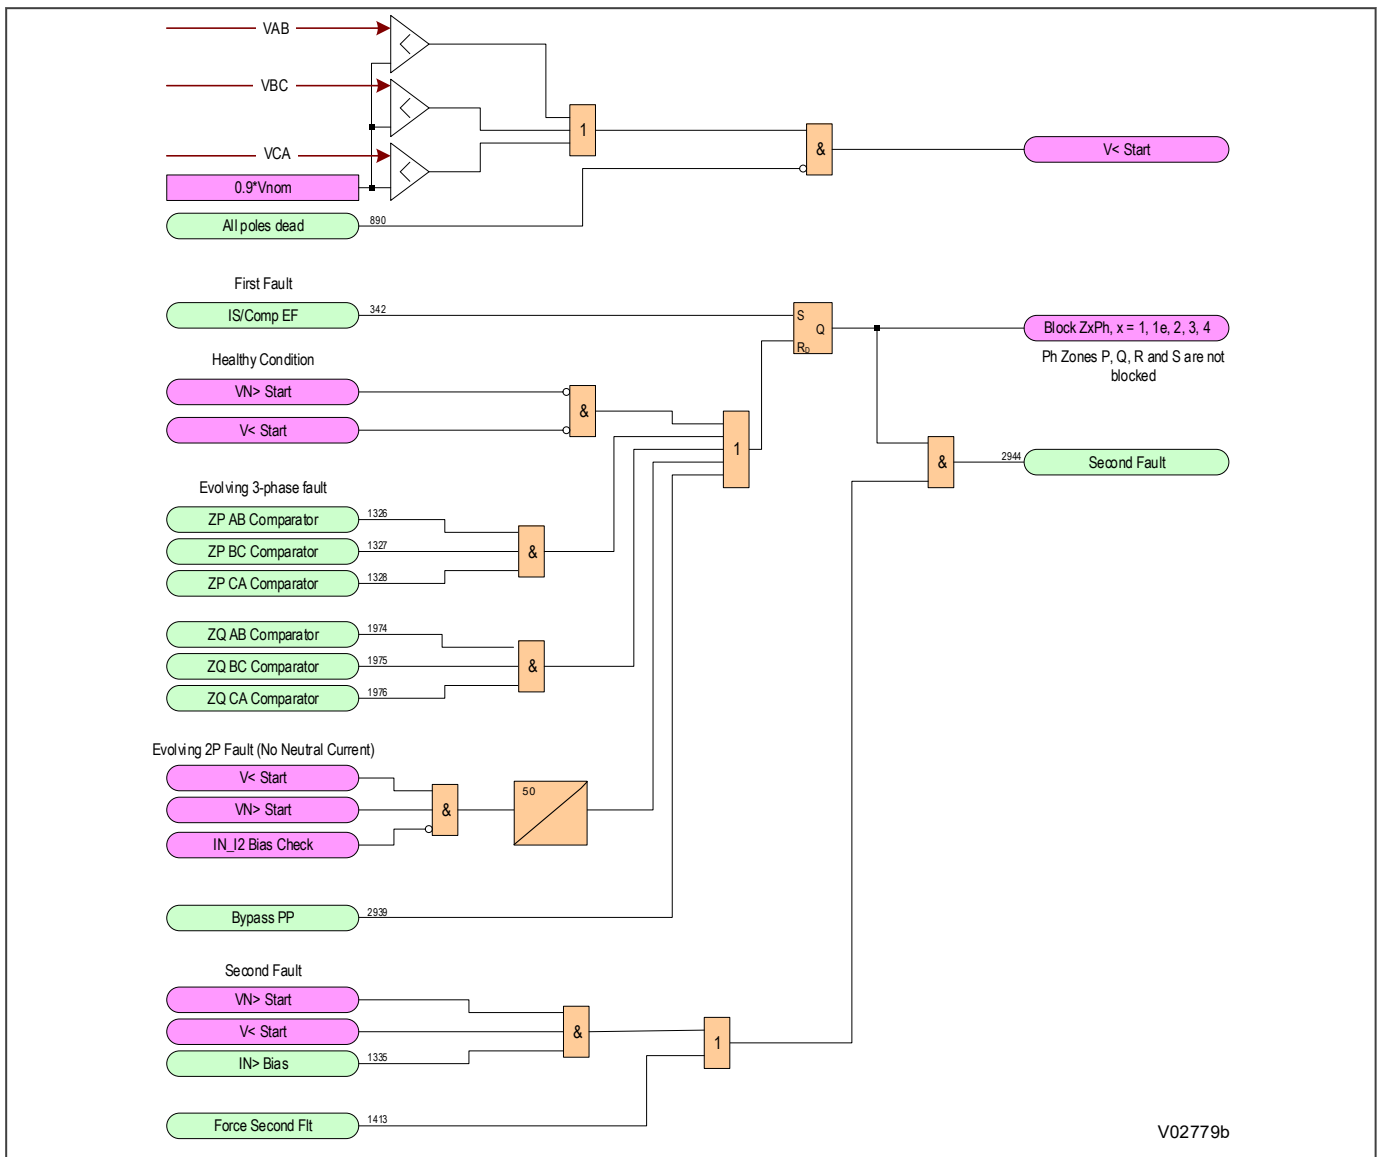 VAB
VBC
VCA
1
&
V< Start
0.9*Vnom
All poles dead
890
First Fault
IS/Comp EF
342
S
Q
RD
Block ZxPh, x = 1, 1e, 2, 3, 4
Ph Zones P, Q, R and S are not
blocked
Healthy Condition
VN> Start
V< Start
&
1
&
2944
Second Fault
Evolving 3-phase fault
ZP AB Comparator
1326
ZP BC Comparator
1327
ZP CA Comparator
1328
&
ZQ AB Comparator
1974
ZQ BC Comparator
1975
ZQ CA Comparator
1976
&
Evolving 2P Fault (No Neutral Current)
V< Start
VN> Start
IN_I2 Bias Check
&
50
Bypass PP
2939
Second Fault
VN> Start
V< Start
IN> Bias
1335
&
1
Force Second Flt
1413
V02779b